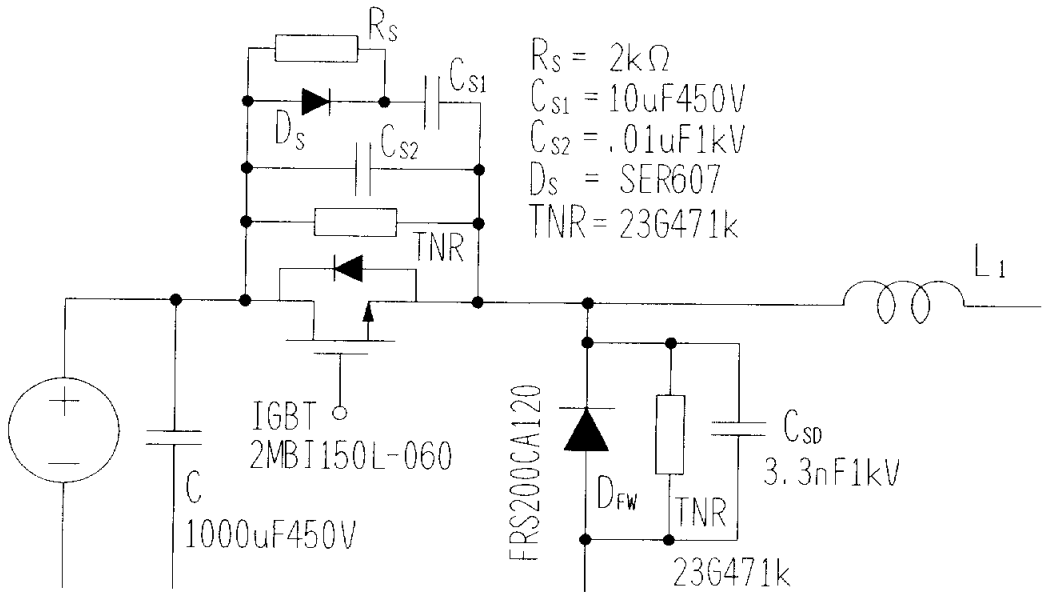 RS
CS1
DS
CS2
TNR
RS = 2kΩ
CS1 = 10uF450V
CS2 = .01uF1kV
DS = SER607
TNR = 23G471k
L1
IGBT
2MBI150L-060
C
1000uF450V
FRS200CA120
DFW
TNR
23G471k
CSD
3.3nF1kV